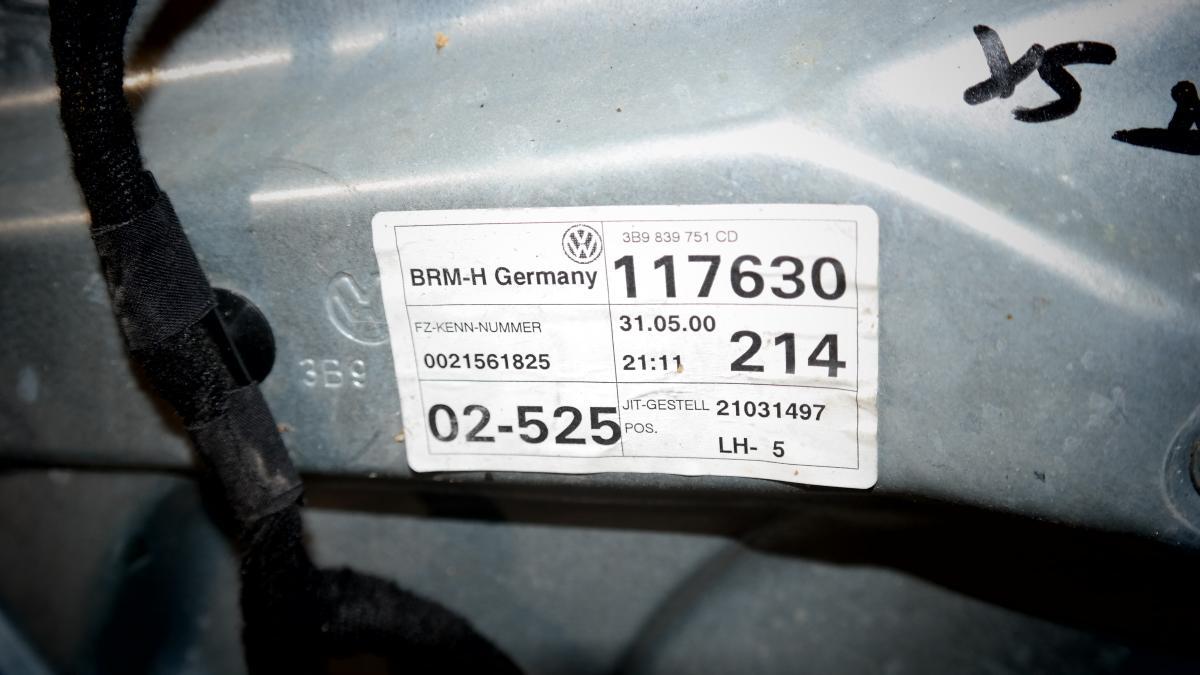 3B9 839 751 CD
BRM-H Germany
117630
FZ-KENN-NUMMER
31.05.00
0021561825
21:11
214
02-525
JIT-GESTELL 21031497
POS.
LH- 5
3B9